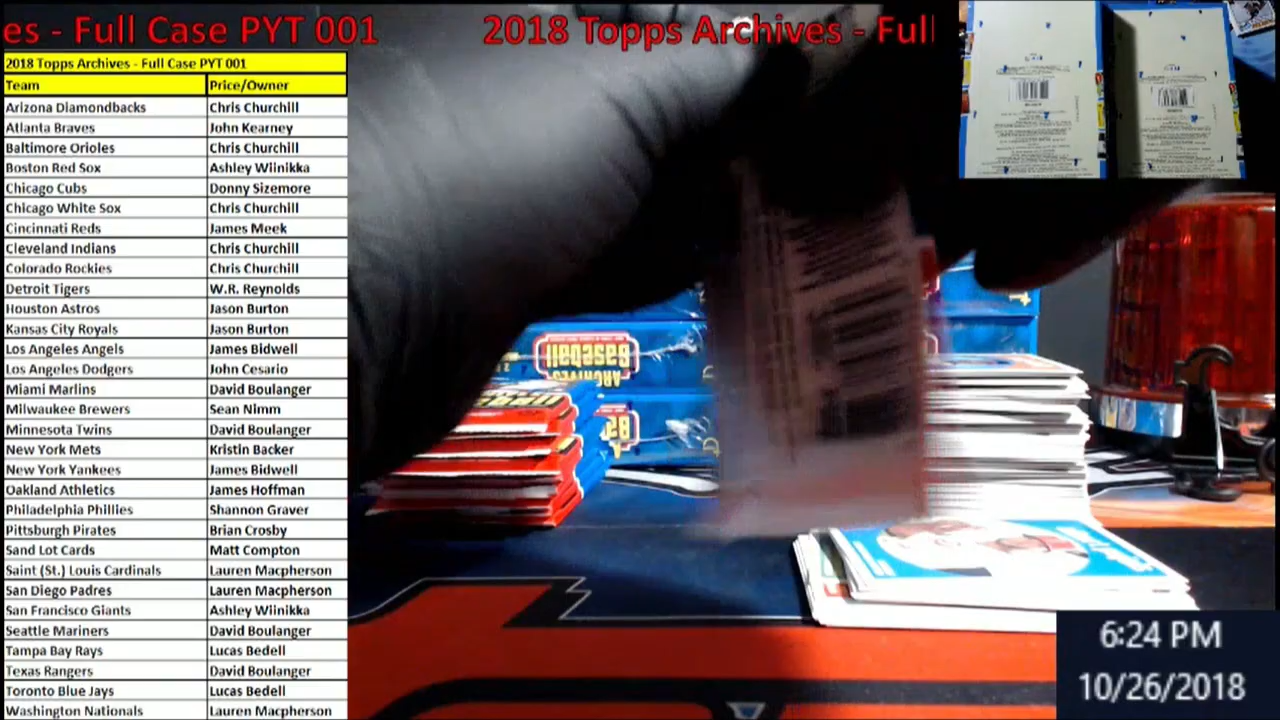 es - Full Case PYT 001 2018 Topps Archives - Full
2018 Topps Archives - Full Case PYT 001
Team Price/Owner
Arizona Diamondbacks Chris Churchill
Atlanta Braves John Kearney
Baltimore Orioles Chris Churchill
Boston Red Sox Ashley Wiinikka
Chicago Cubs Donny Sizemore
Chicago White Sox Chris Churchill
Cincinnati Reds James Meek
Cleveland Indians Chris Churchill
Colorado Rockies Chris Churchill
Detroit Tigers W.R. Reynolds
Houston Astros Jason Burton
Kansas City Royals Jason Burton
Los Angeles Angels James Bidwell
Los Angeles Dodgers John Cesario
Miami Marlins David Boulanger
Milwaukee Brewers Sean Nimm
Minnesota Twins David Boulanger
New York Mets Kristin Backer
New York Yankees James Bidwell
Oakland Athletics James Hoffman
Philadelphia Phillies Shannon Graver
Pittsburgh Pirates Brian Crosby
Sand Lot Cards Matt Compton
Saint (St.) Louis Cardinals Lauren Macpherson
San Diego Padres Lauren Macpherson
San Francisco Giants Ashley Wiinikka
Seattle Mariners David Boulanger
Tampa Bay Rays Lucas Bedell
Texas Rangers David Boulanger
Toronto Blue Jays Lucas Bedell
Washington Nationals Lauren Macpherson
ARCHIVES
Baseball
6:24 PM
10/26/2018